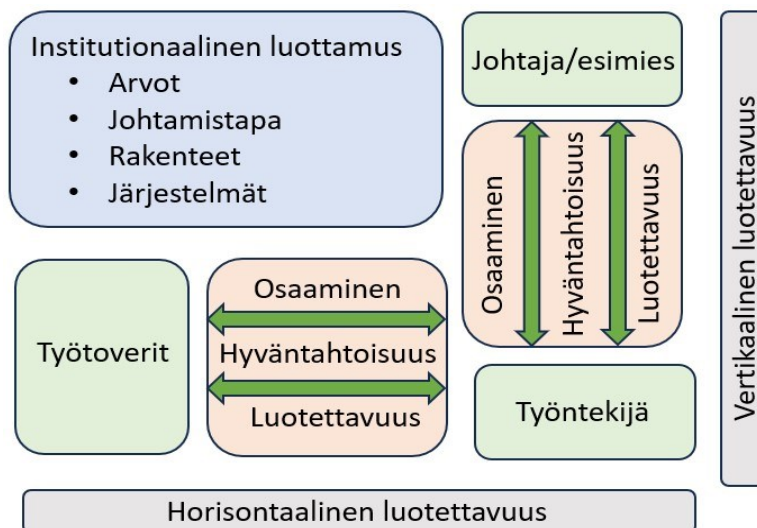 Institutionaalinen luottamus
• Arvot
• Johtamistapa
• Rakenteet
• Järjestelmät
Johtaja/esimies
Osaaminen
Hyväntahtoisuus
Luotettavuus
Vertikaalinen luotettavuus
Työtoverit
Osaaminen
Hyväntahtoisuus
Luotettavuus
Työntekijä
Horisontaalinen luotettavuus